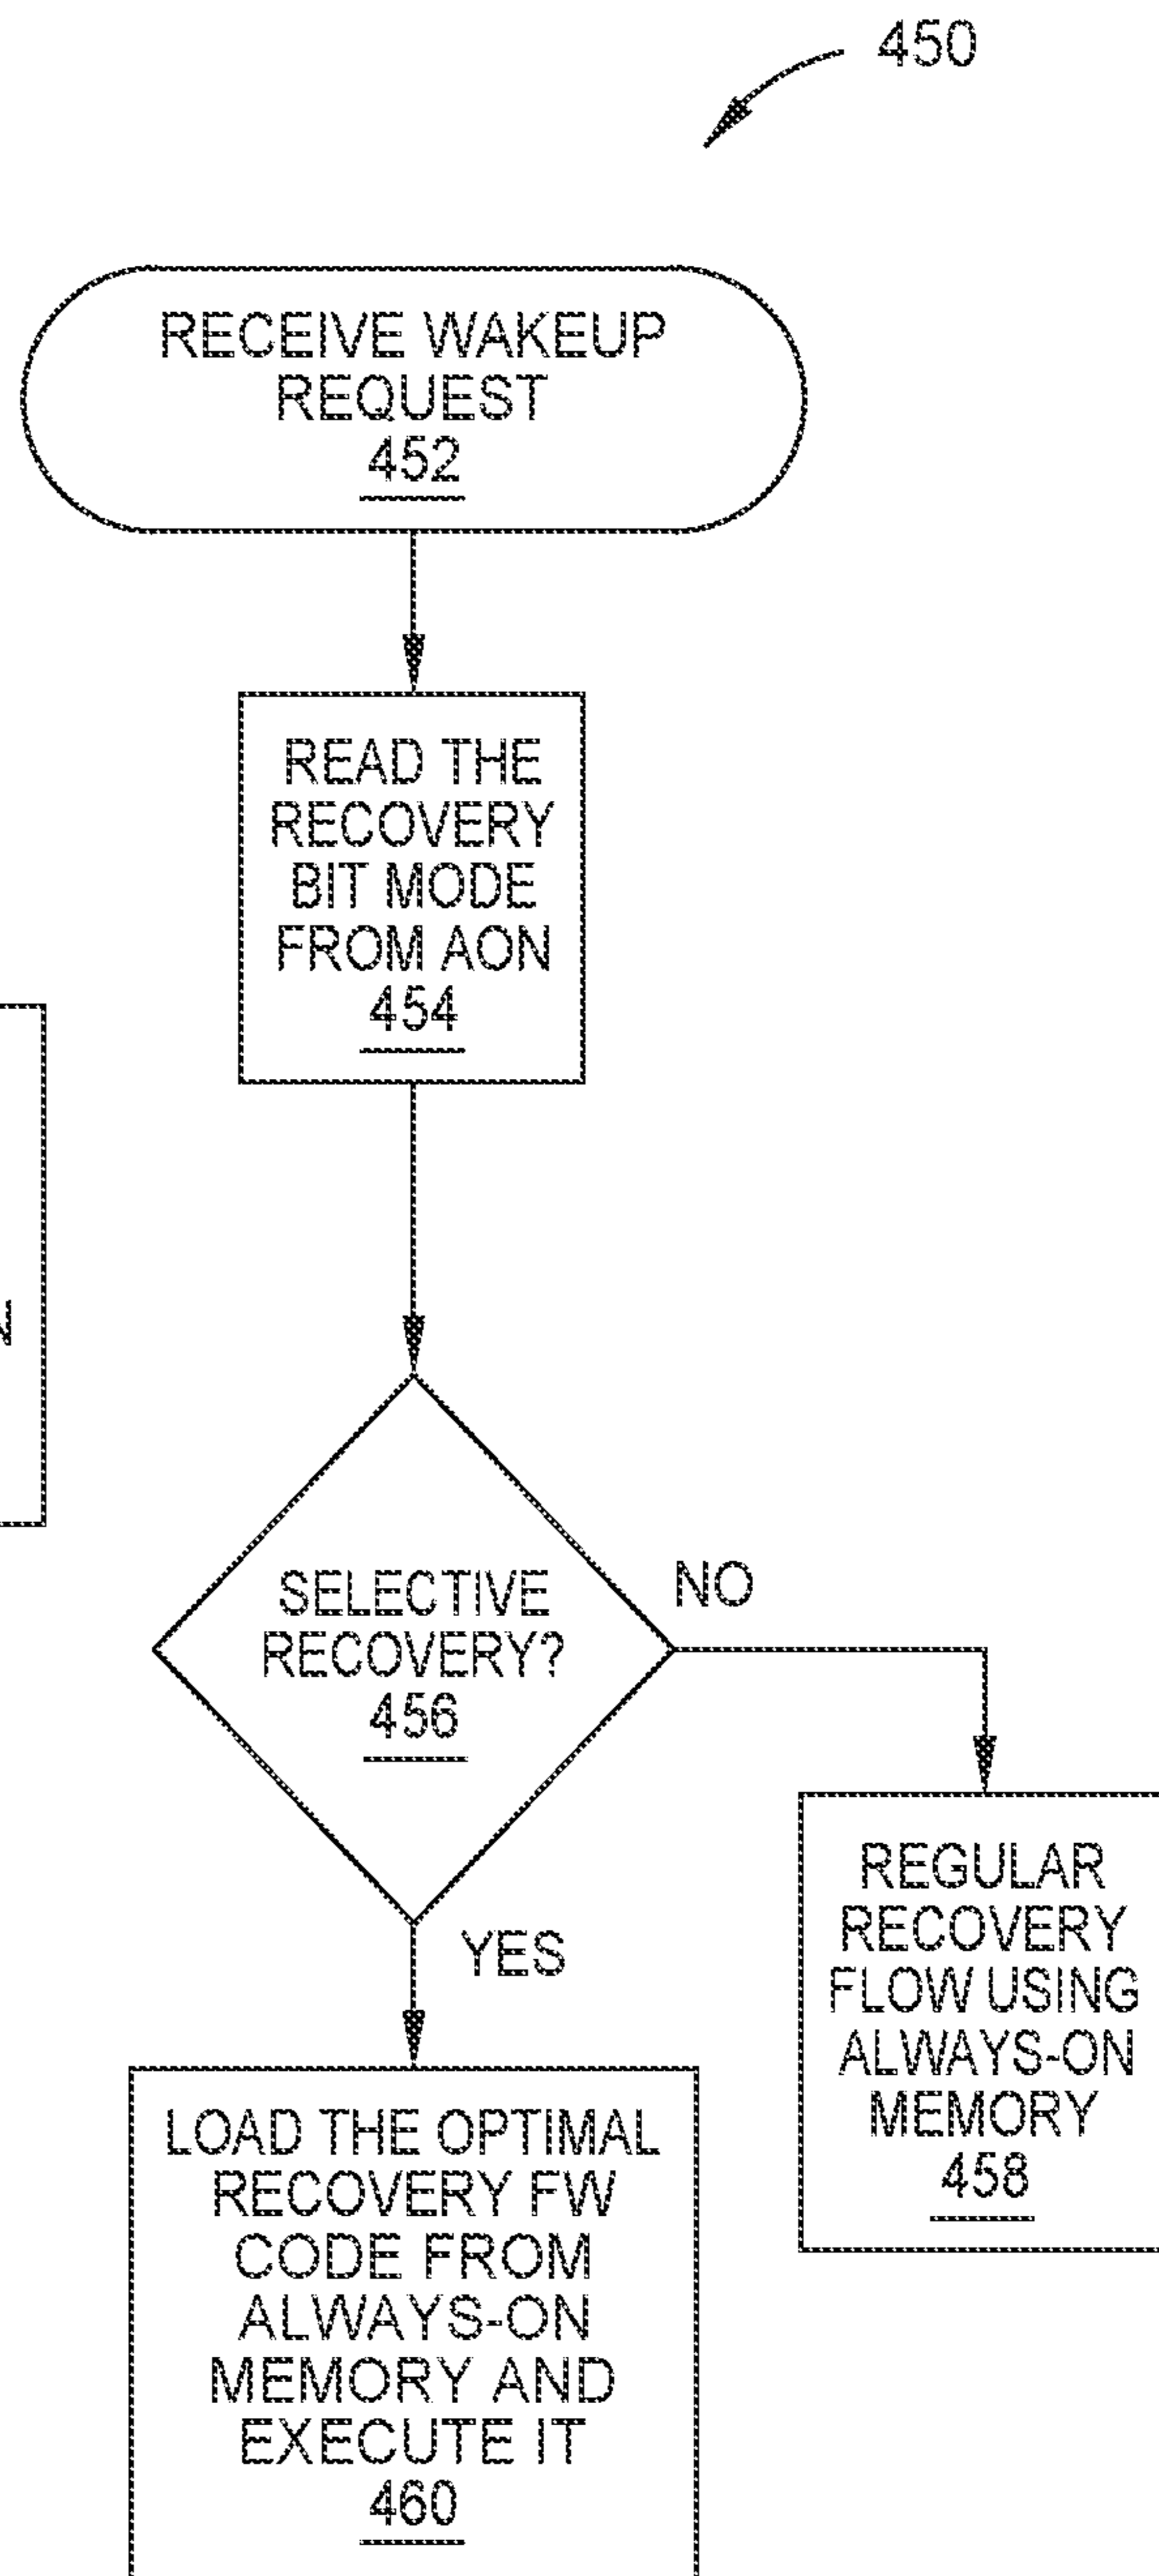 450
RECEIVE WAKEUP
REQUEST
452
READ THE
RECOVERY
BIT MODE
FROM AON
454
SELECTIVE
RECOVERY?
456
NO
YES
REGULAR
RECOVERY
FLOW USING
ALWAYS-ON
MEMORY
458
LOAD THE OPTIMAL
RECOVERY FW
CODE FROM
ALWAYS-ON
MEMORY AND
EXECUTE IT
460